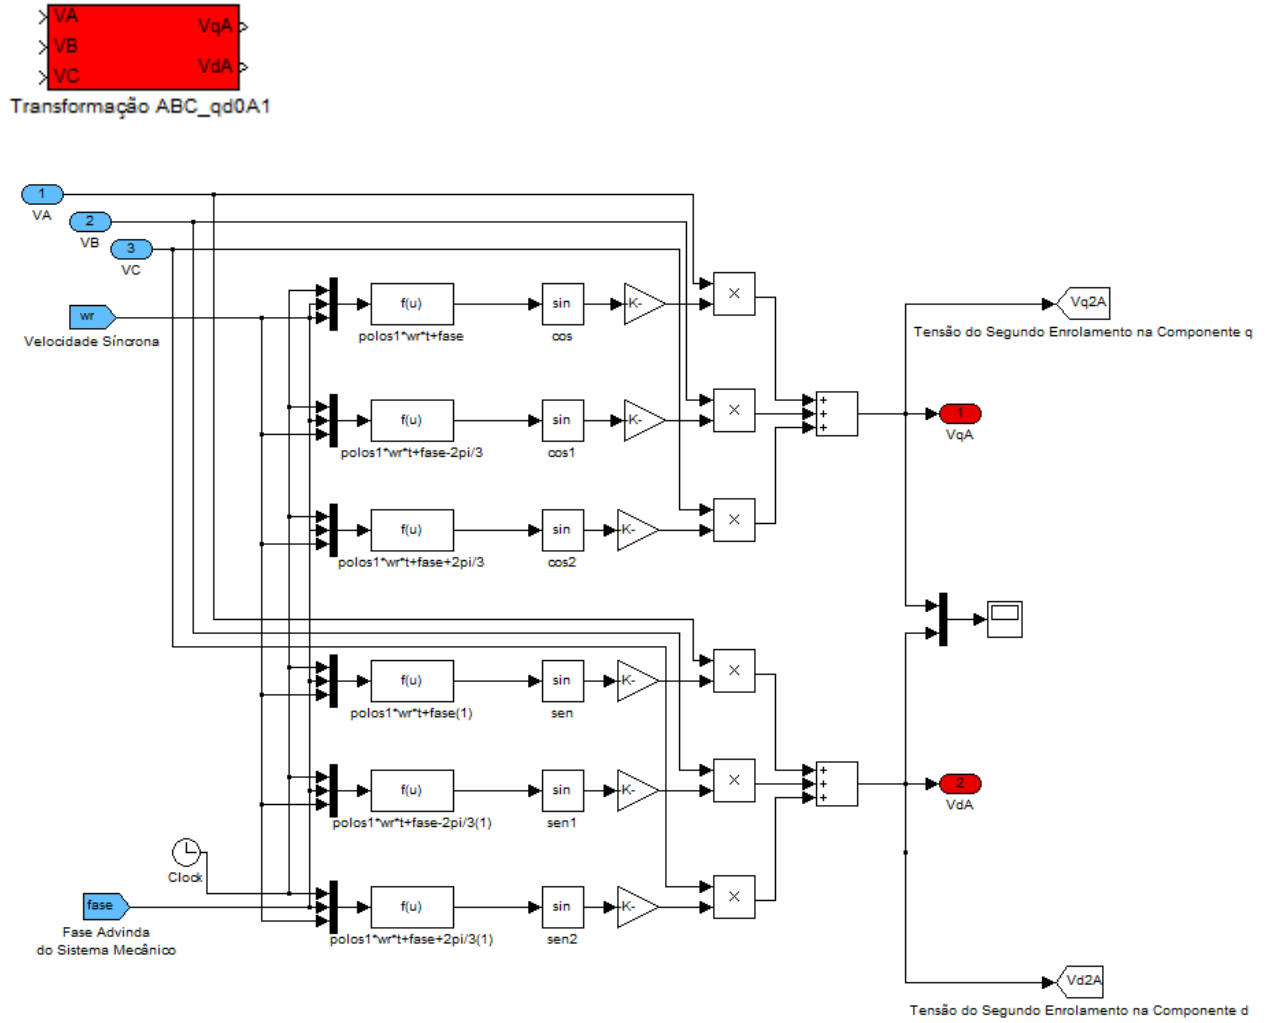 VA
VqA
VB
VdA
VC
Transformação ABC_qd0A1
1
VA
2
VB
3
VC
wr
Velocidade Síncrona
f(u)
polos1*wr*t+fase
sin
cos
K-
×
Vq2A
Tensão do Segundo Enrolamento na Componente q
f(u)
polos1*wr*t+fase-2pi/3
sin
cos1
K-
×
+
+
+
1
VqA
f(u)
polos1*wr*t+fase+2pi/3
sin
cos2
K-
×
f(u)
polos1*wr*t+fase(1)
sin
sen
K-
×
f(u)
polos1*wr*t+fase-2pi/3(1)
sin
sen1
K-
×
+
+
+
2
VdA
Clock
fase
Fase Advinda
do Sistema Mecânico
f(u)
polos1*wr*t+fase+2pi/3(1)
sin
sen2
K-
×
Vd2A
Tensão do Segundo Enrolamento na Componente d